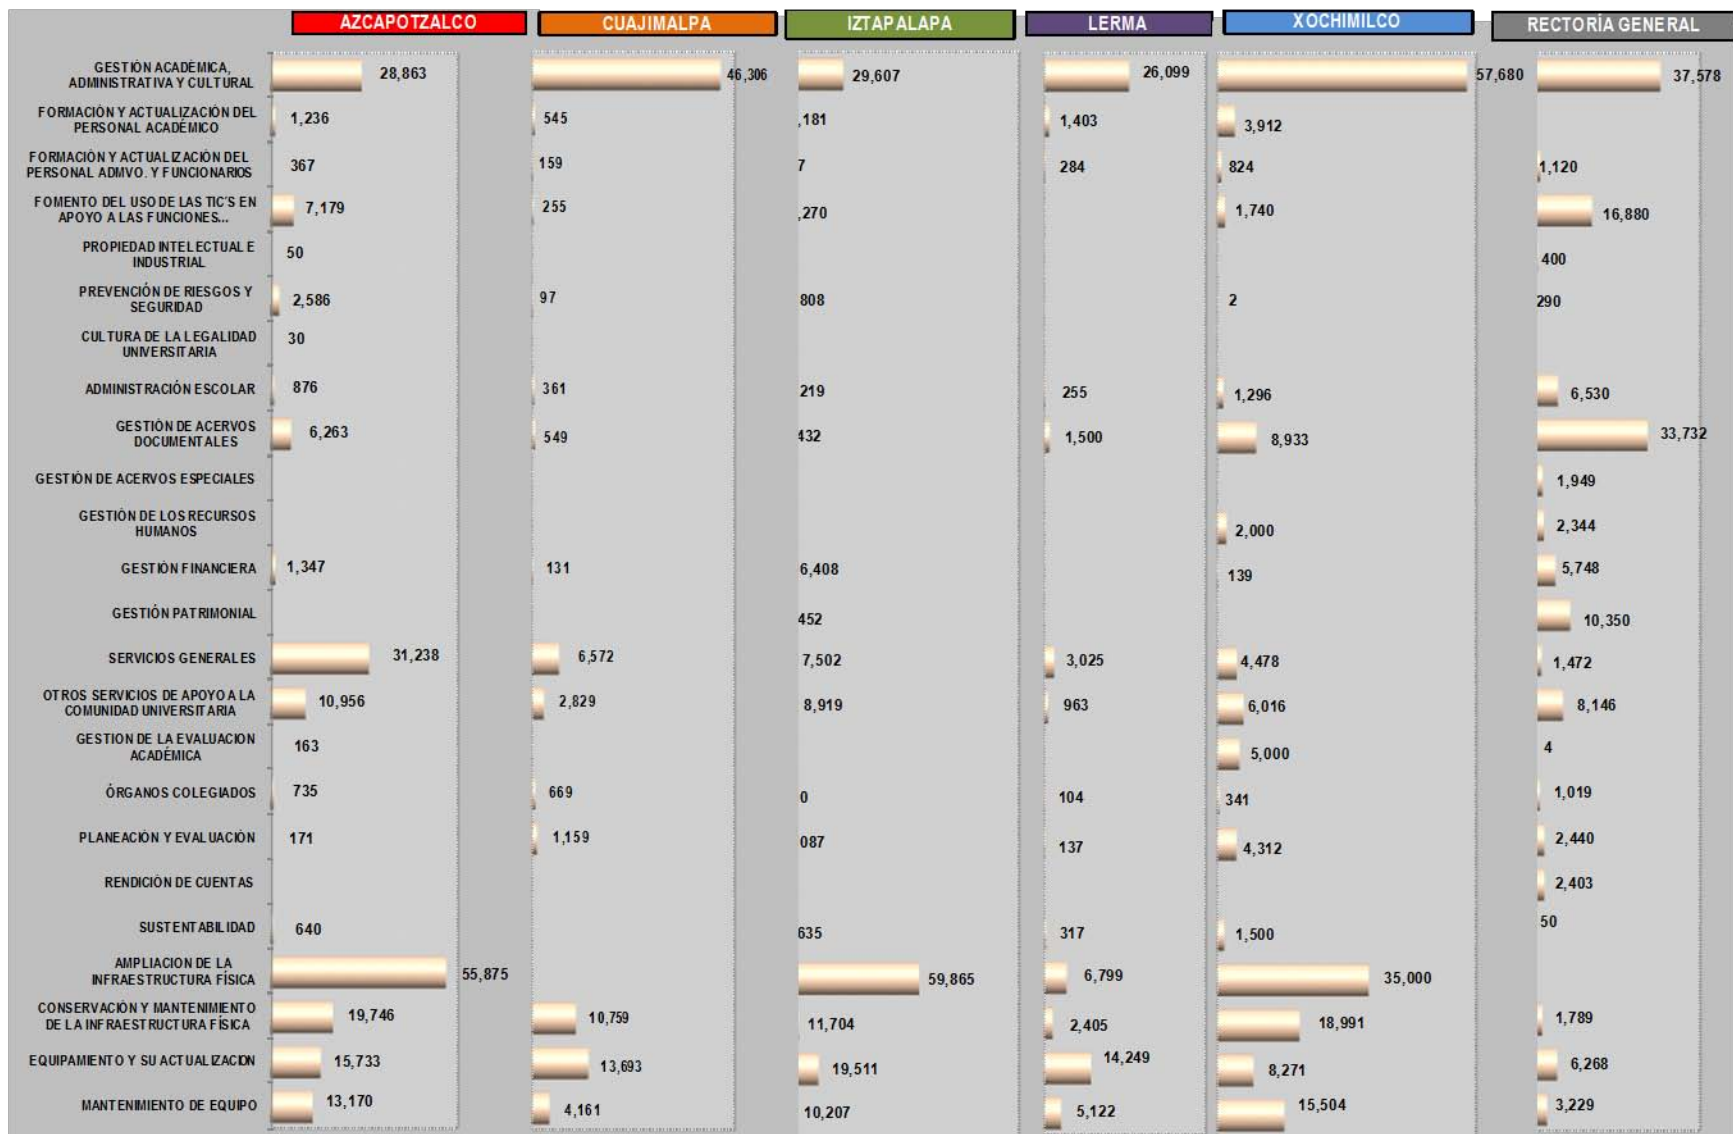 AZCAPOTZALCO CUAJIMALPA IZTAPALAPA LERMA XOCHIMILCO RECTORÍA GENERAL
GESTIÓN ACADÉMICA,
ADMINISTRATIVA Y CULTURAL 28,863 46,306 29,607 26,099 57,680 37,578
FORMACIÓN Y ACTUALIZACIÓN DEL
PERSONAL ACADÉMICO 1,236 545 ,181 1,403 3,912
FORMACIÓN Y ACTUALIZACIÓN DEL
PERSONAL ADMVO. Y FUNCIONARIOS 367 159 7 284 824 1,120
FOMENTO DEL USO DE LAS TIC´S EN
APOYO A LAS FUNCIONES... 7,179 255 ,270 1,740 16,880
PROPIEDAD INTELECTUAL E
INDUSTRIAL 50 400
PREVENCIÓN DE RIESGOS Y
SEGURIDAD 2,586 97 808 2 290
CULTURA DE LA LEGALIDAD
UNIVERSITARIA 30
ADMINISTRACIÓN ESCOLAR 876 361 219 255 1,296 6,530
GESTIÓN DE ACERVOS
DOCUMENTALES 6,263 549 432 1,500 8,933 33,732
GESTIÓN DE ACERVOS ESPECIALES 1,949
GESTIÓN DE LOS RECURSOS
HUMANOS 2,000 2,344
GESTIÓN FINANCIERA 1,347 131 6,408 139 5,748
GESTIÓN PATRIMONIAL 452 10,350
SERVICIOS GENERALES 31,238 6,572 7,502 3,025 4,478 1,472
OTROS SERVICIOS DE APOYO A LA
COMUNIDAD UNIVERSITARIA 10,956 2,829 8,919 963 6,016 8,146
GESTION DE LA EVALUACION
ACADÉMICA 163 5,000 4
ÓRGANOS COLEGIADOS 735 669 0 104 341 1,019
PLANEACIÓN Y EVALUACIÓN 171 1,159 087 137 4,312 2,440
RENDICIÓN DE CUENTAS 2,403
SUSTENTABILIDAD 640 635 317 1,500 50
AMPLIACION DE LA
INFRAESTRUCTURA FÍSICA 55,875 59,865 6,799 35,000
CONSERVACIÓN Y MANTENIMIENTO
DE LA INFRAESTRUCTURA FÍSICA 19,746 10,759 11,704 2,405 18,991 1,789
EQUIPAMIENTO Y SU ACTUALIZACION 15,733 13,693 19,511 14,249 8,271 6,268
MANTENIMIENTO DE EQUIPO 13,170 4,161 10,207 5,122 15,504 3,229